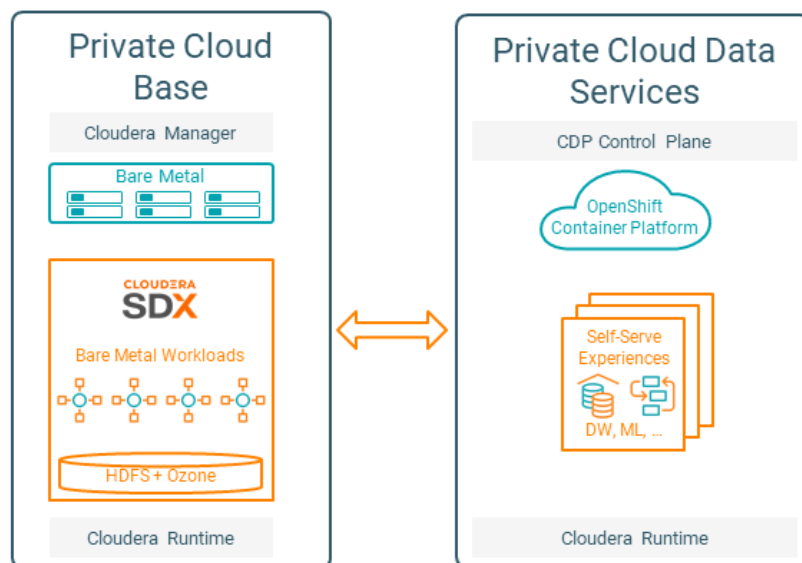 Private Cloud
Base
Cloudera Manager
Bare Metal
CLOUDERA
SDX
Bare Metal Workloads
HDFS + Ozone
Cloudera Runtime
Private Cloud Data
Services
CDP Control Plane
OpenShift
Container Platform
Self-Serve
Experiences
DW, ML, ...
Cloudera Runtime